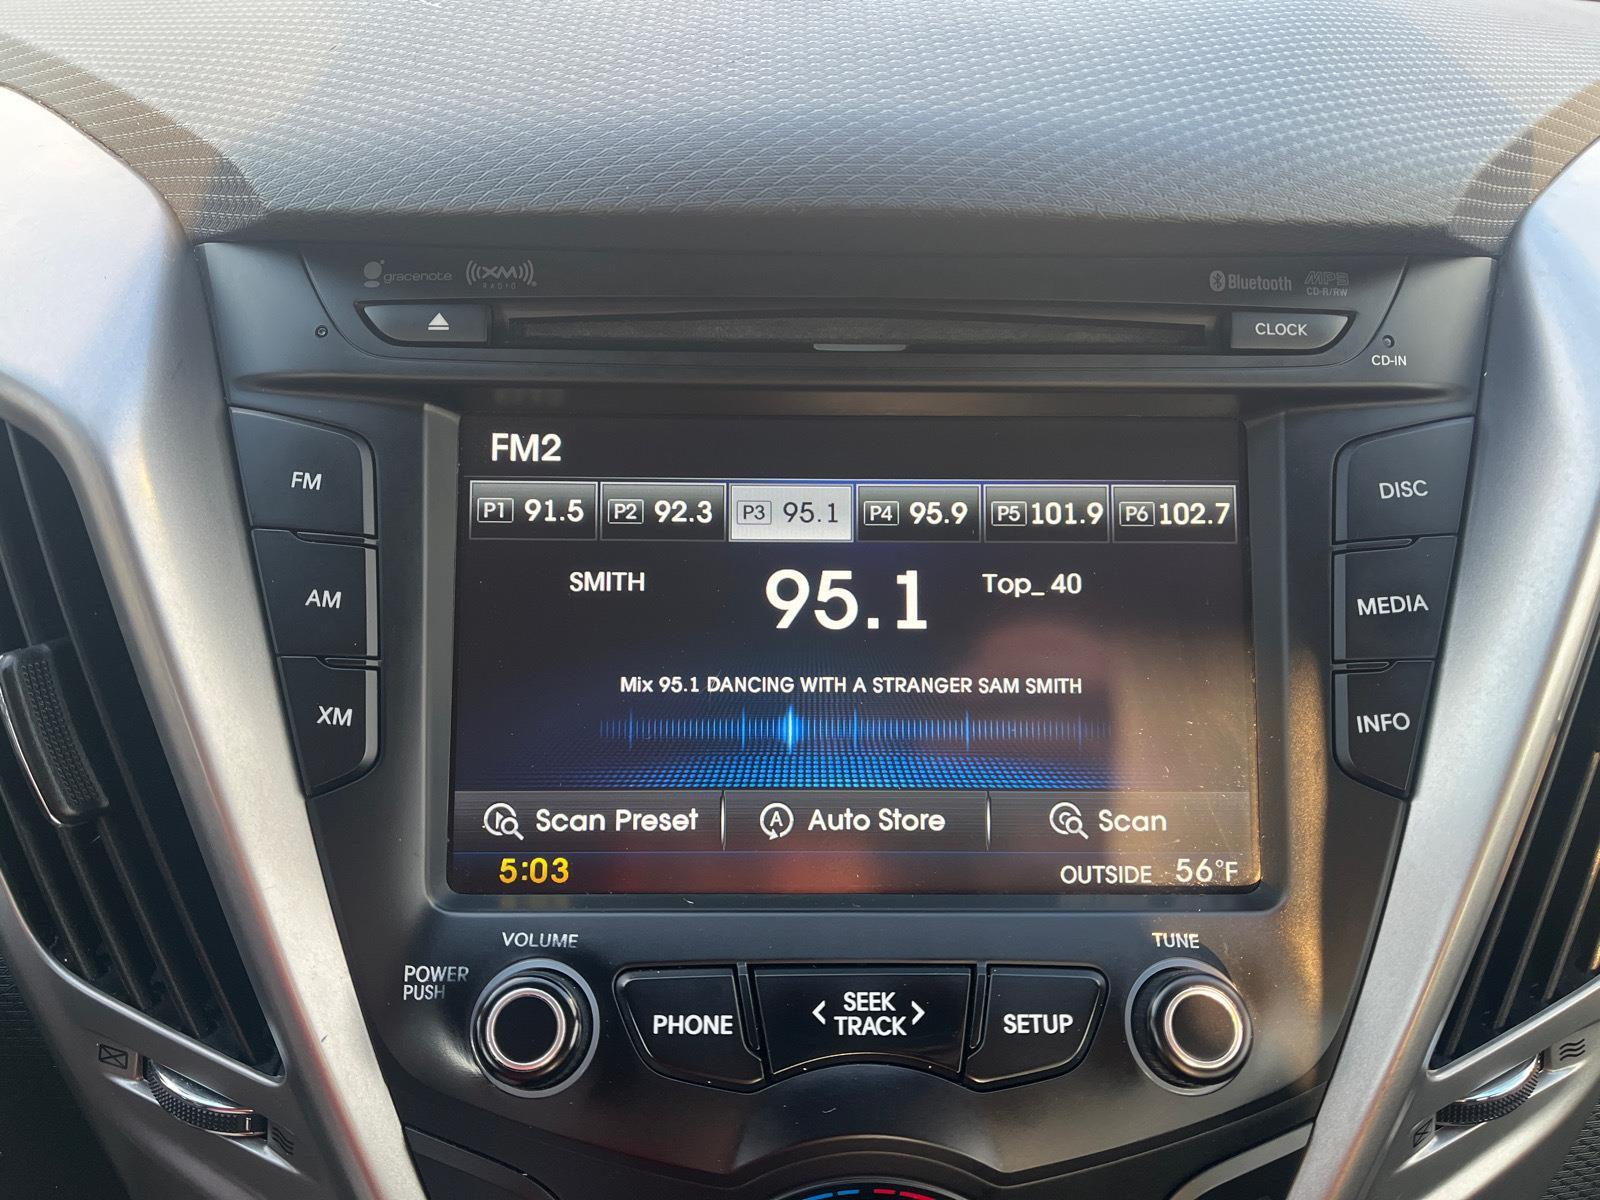 gracenote
XM
RADIO
Bluetooth
MP3
CD-R/RW
CLOCK
CD-IN
FM
AM
XM
FM2
P1 91.5 P2 92.3 P3 95.1 P4 95.9 P5 101.9 P6 102.7
SMITH 95.1 Top_40
Mix 95.1 DANCING WITH A STRANGER SAM SMITH
Scan Preset A Auto Store Scan
5:03 OUTSIDE 56°F
DISC
MEDIA
INFO
VOLUME
POWER
PUSH
PHONE
< SEEK >
TRACK
SETUP
TUNE